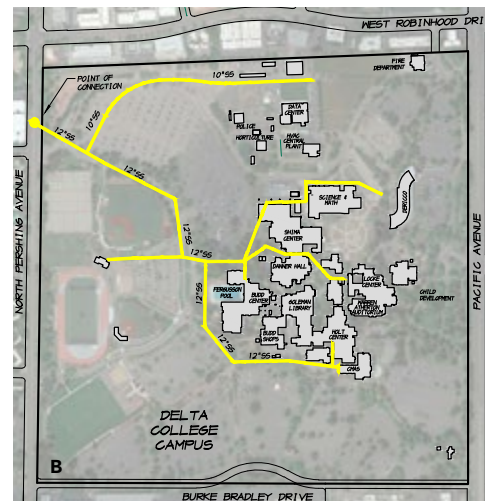 WEST ROBINHOOD DRI
POINT OF
CONNECTION
FIRE
DEPARTMENT
10"SS
10"SS
12"SS
12"SS
DATA
CENTER
POLICE
HORTICULTURE
HVAC
CENTRAL
PLANT
SCIENCE &
MATH
DERICCO
SHIMA
CENTER
NORTH PERSHING AVENUE
PACIFIC AVENUE
12"SS
DANNER HALL
LOCKE
CENTER
CHILD
DEVELOPMENT
12"SS
FERGUSSON
POOL
BUDD
CENTER
GOLEMAN
LIBRARY
WARREN
ATHERTON
AUDITORIUM
HOLT
CENTER
BUDD
SHOPS
12"SS
12"SS
CMAS
DELTA
COLLEGE
CAMPUS
B
BURKE BRADLEY DRIVE